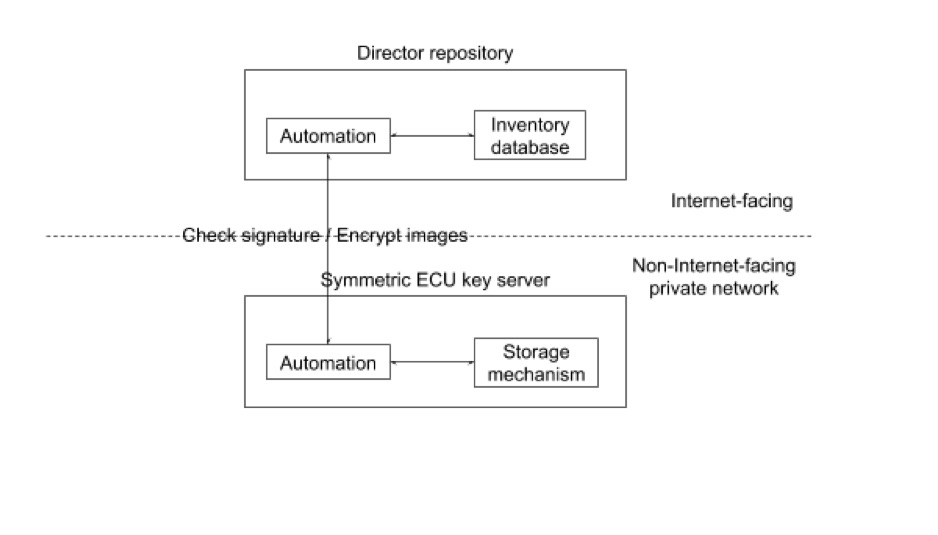 Director repository
Automation
Inventory
database
Internet-facing
Check signature / Encrypt images
Non-Internet-facing
private network
Symmetric ECU key server
Automation
Storage
mechanism